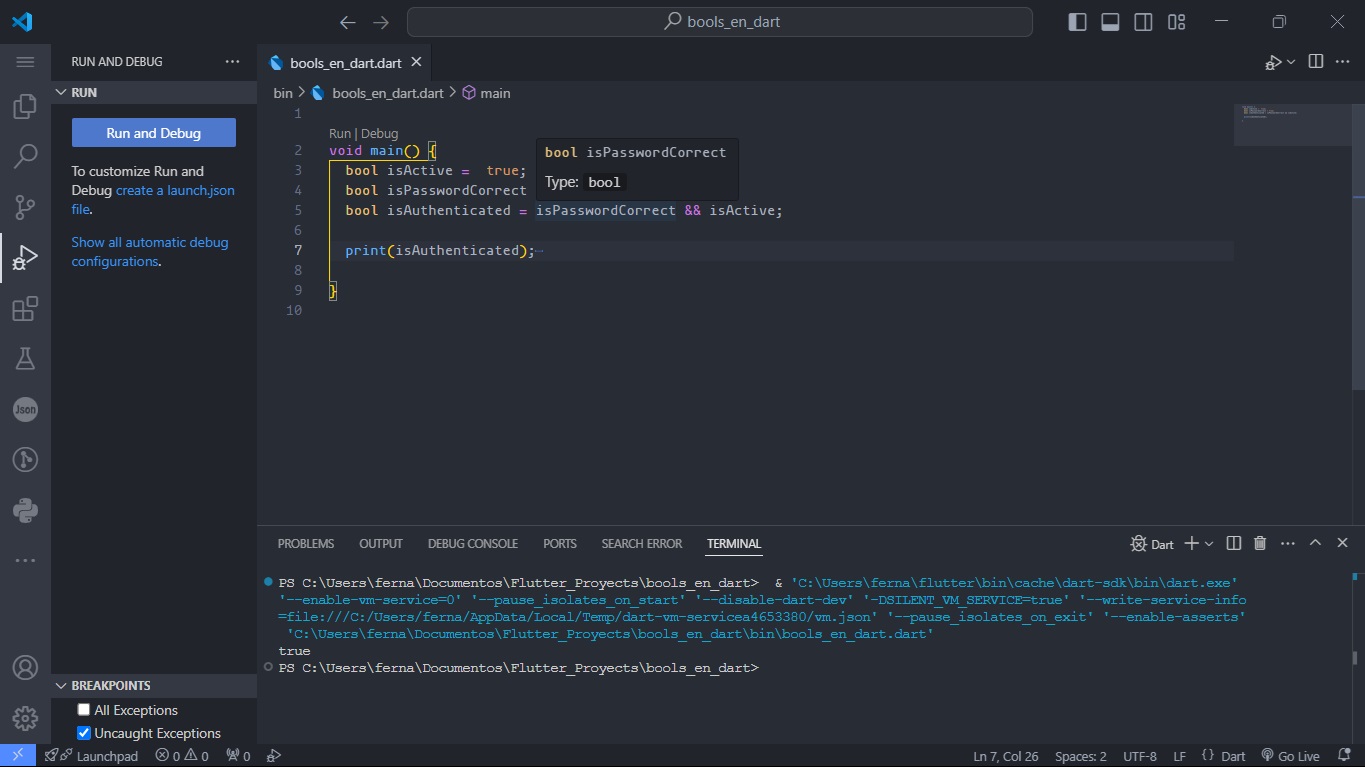 bools_en_dart
RUN AND DEBUG
RUN
Run and Debug
To customize Run and
Debug create a launch.json
file.
Show all automatic debug
configurations.
Json
BREAKPOINTS
All Exceptions
Uncaught Exceptions
bools_en_dart.dart
bin > bools_en_dart.dart > main
1
Run | Debug
2 void main() {
3 bool isActive =  true;
4 bool isPasswordCorrect
5 bool isAuthenticated = isPasswordCorrect && isActive;
6
7 print(isAuthenticated);
8
9 }
10
bool isPasswordCorrect
Type: bool
PROBLEMS OUTPUT DEBUG CONSOLE PORTS SEARCH ERROR TERMINAL Dart
PS C:\Users\ferna\Documentos\Flutter_Proyects\bools_en_dart>  & 'C:\Users\ferna\flutter\bin\cache\dart-sdk\bin\dart.exe'
'--enable-vm-service=0' '--pause_isolates_on_start' '--disable-dart-dev' '-DSILENT_VM_SERVICE=true' '--write-service-info
=file:///C:/Users/ferna/AppData/Local/Temp/dart-vm-servicea4653380/vm.json' '--pause_isolates_on_exit' '--enable-asserts'
'C:\Users\ferna\Documentos\Flutter_Proyects\bools_en_dart\bin\bools_en_dart.dart'
true
PS C:\Users\ferna\Documentos\Flutter_Proyects\bools_en_dart>
Launchpad 0 0 0 Ln 7, Col 26 Spaces: 2 UTF-8 LF {} Dart Go Live